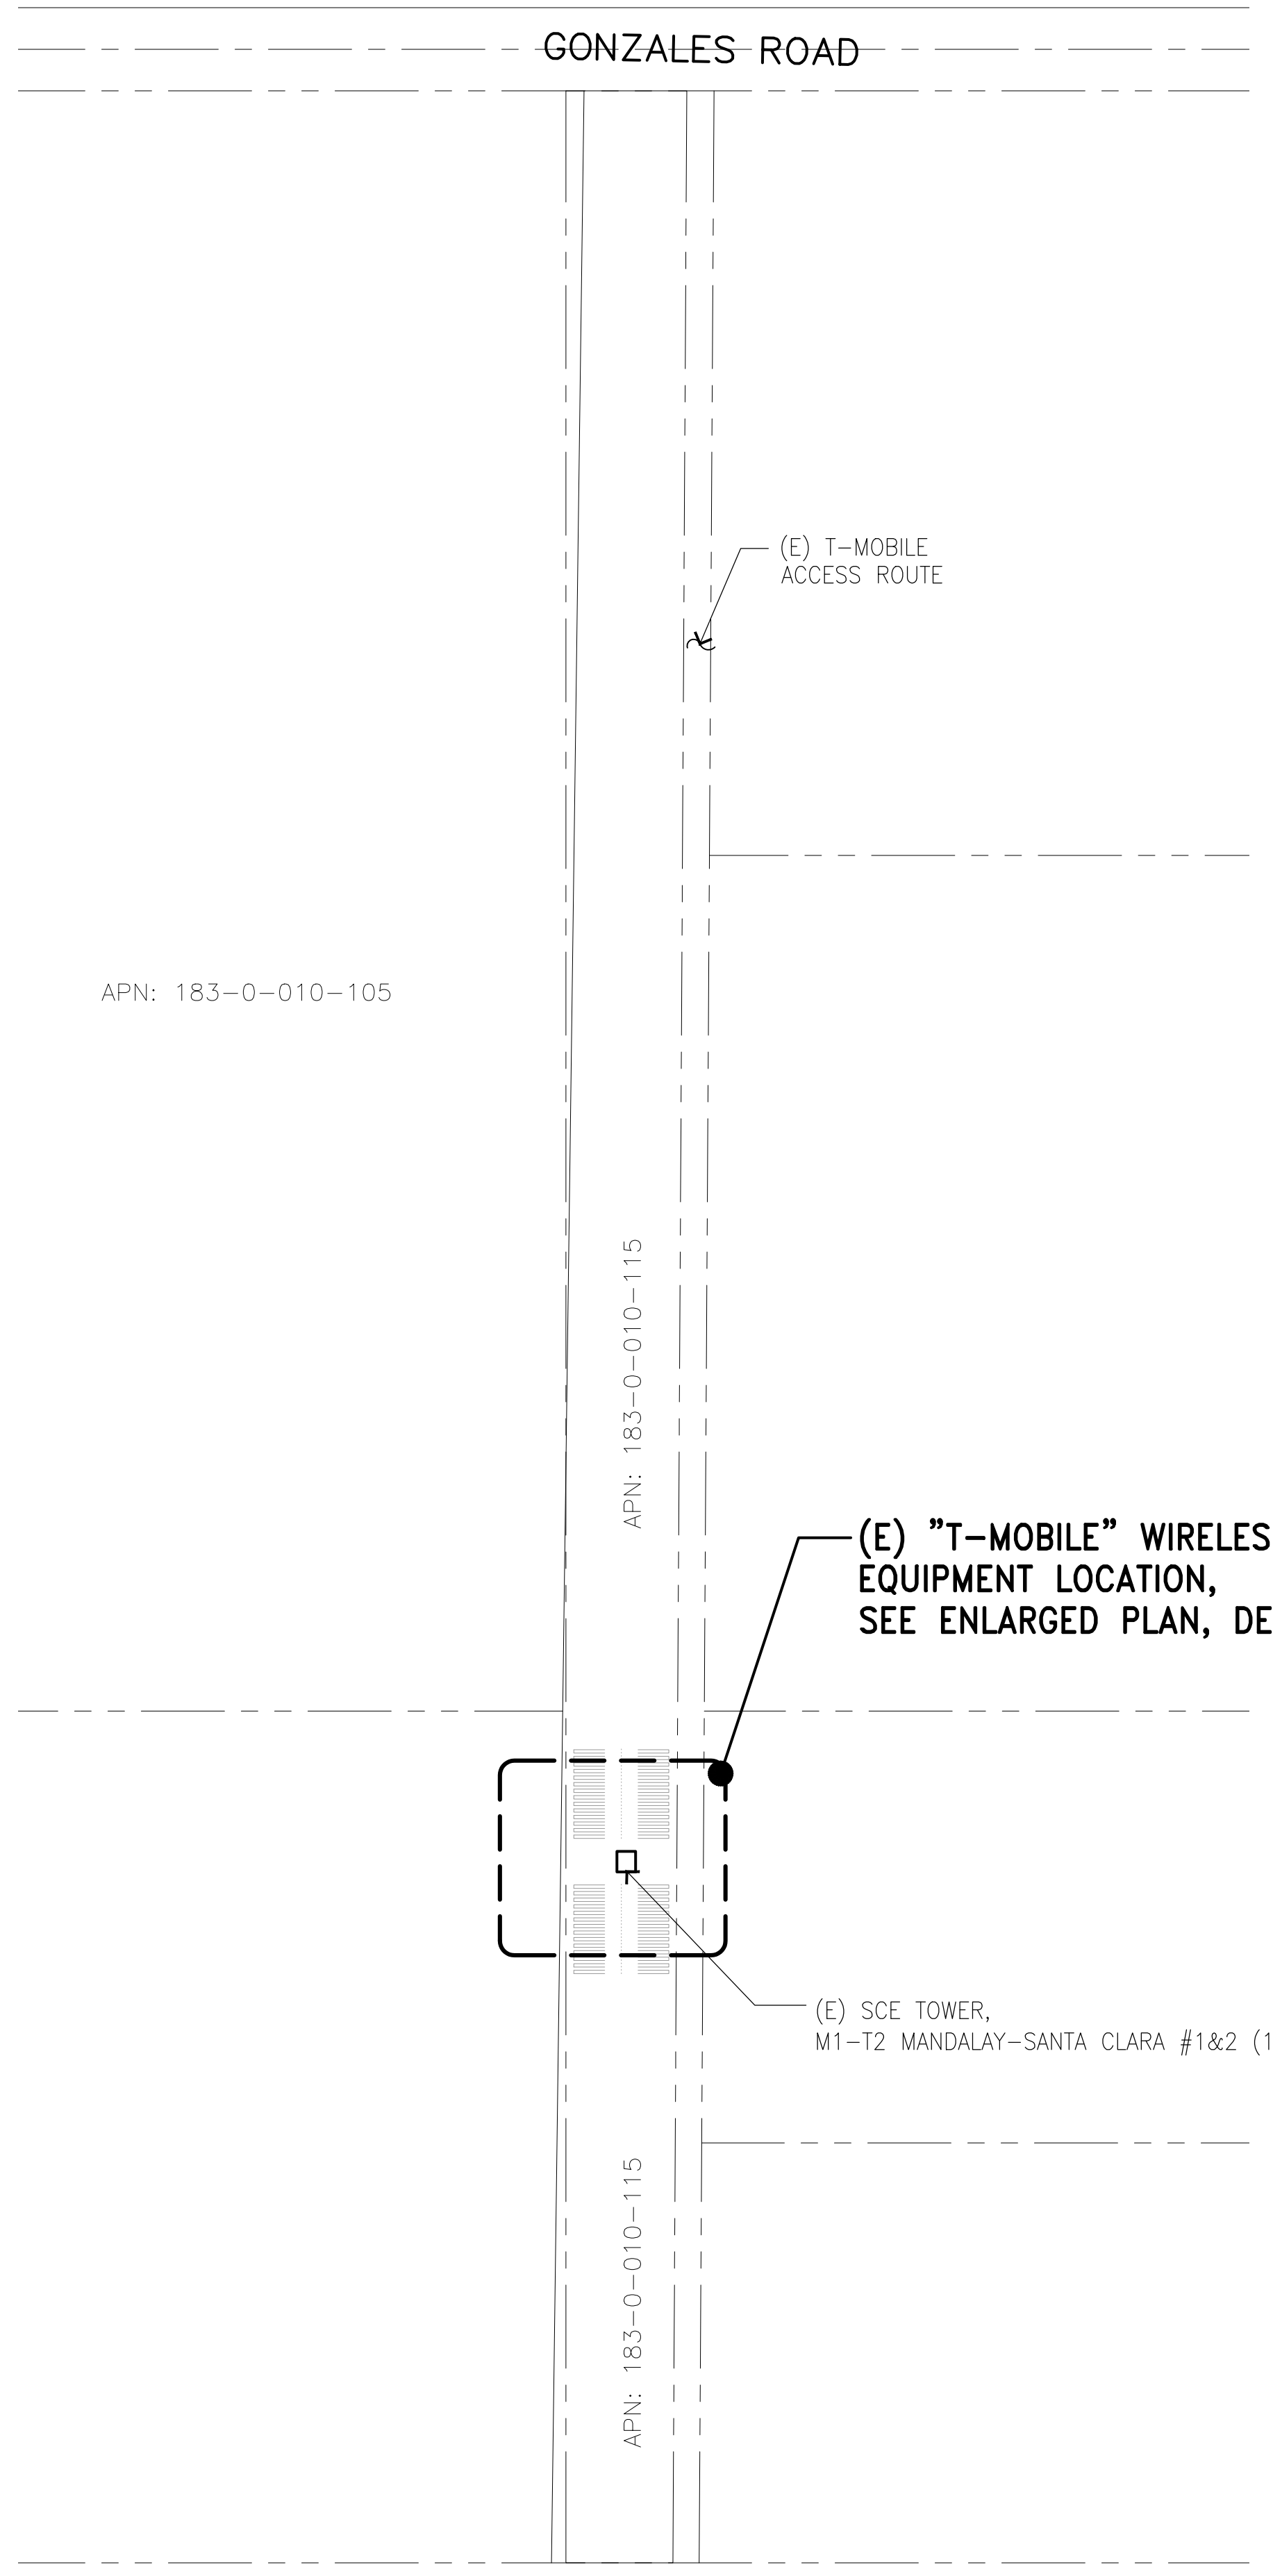 GONZALES ROAD
(E) T-MOBILE
ACCESS ROUTE
APN: 183-0-010-105
APN: 183-0-010-115
(E) "T-MOBILE" WIRELES
EQUIPMENT LOCATION,
SEE ENLARGED PLAN, DE
(E) SCE TOWER,
M1-T2 MANDALAY-SANTA CLARA #1&2 (1
APN: 183-0-010-115